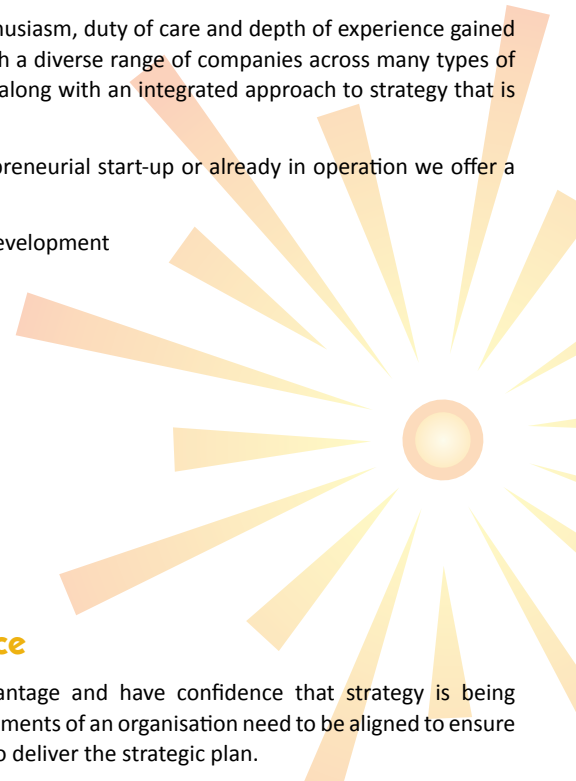 husiasm, duty of care and depth of experience gained
h a diverse range of companies across many types of
along with an integrated approach to strategy that is
preneurial start-up or already in operation we offer a
evelopment
ce
antage and have confidence that strategy is being
ments of an organisation need to be aligned to ensure
o deliver the strategic plan.